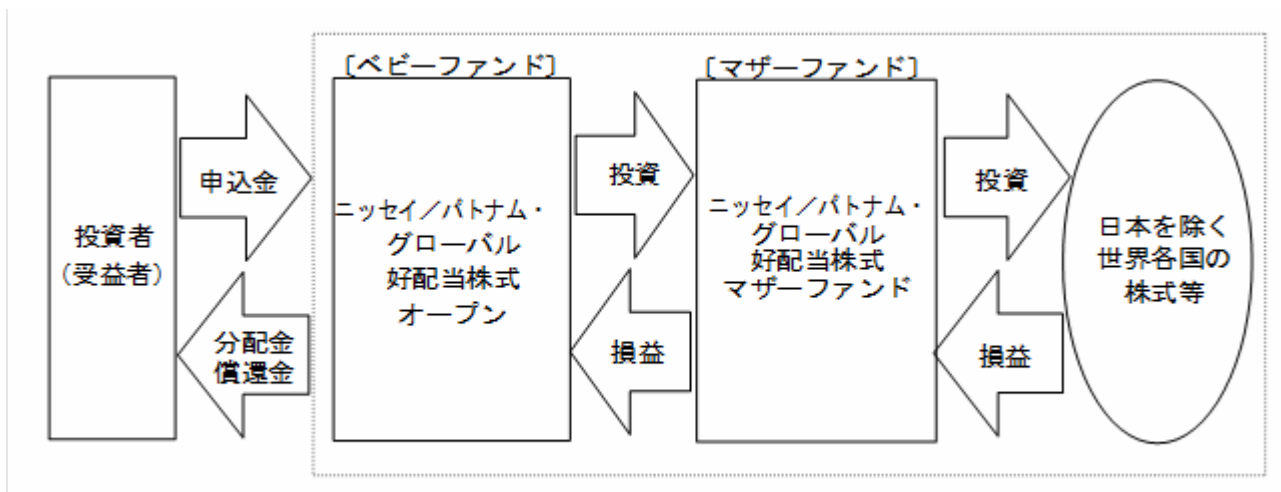 〔ベビーファンド〕
〔マザーファンド〕
投資者
（受益者）
申込金
分配金
償還金
ニッセイ／パトナム・
グローバル
好配当株式
オープン
投資
損益
ニッセイ／パトナム・
グローバル
好配当株式
マザーファンド
投資
損益
日本を除く
世界各国の
株式等